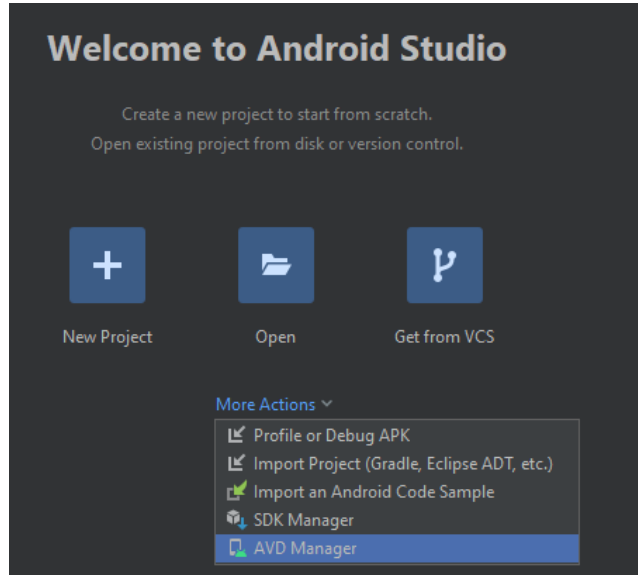 Welcome to Android Studio
Create a new project to start from scratch.
Open existing project from disk or version control.
New Project
Open
Get from VCS
More Actions
Profile or Debug APK
Import Project (Gradle, Eclipse ADT, etc.)
Import an Android Code Sample
SDK Manager
AVD Manager